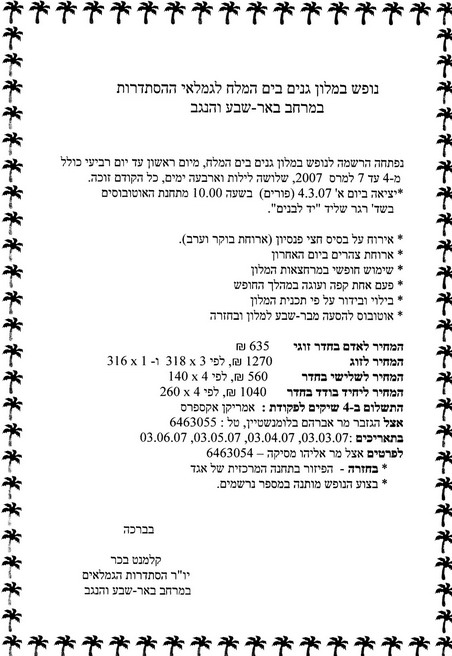 נופש במלון גנים בים המלח לגמלאי ההסתדרות
במרחב באר-שבע והנגב
נפתחה הרשמה לנופש במלון גנים בים המלח, מיום ראשון עד יום רביעי כולל
מ-4 עד 7 למרס 2007, שלושה לילות וארבעה ימים, כל הקודם זוכה.
*יציאה ביום א' 4.3.07 (פורים) בשעה 10.00 מתחנת האוטובוסים
בשד' רגר שליד "יד לבנים".
* אירוח על בסיס חצי פנסיון (ארוחת בוקר וערב).
* ארוחת צהרים ביום האחרון
* שימוש חופשי במרחצאות המלון
* פעם אחת קפה ועוגה במהלך החופש
* בילוי ובידור על פי תכנית המלון
* אוטובוס להסעה מבר-שבע למלון ובחזרה
המחיר לאדם בחדר זוגי 635 ₪
המחיר לזוג 1270 ₪, לפי 3 x 318 ו- 1 x 316
המחיר לשלישי בחדר 560 ₪, לפי 4 x 140
המחיר ליחיד בודד בחדר 1040 ₪, לפי 4 x 260
התשלום ב-4 שיקים לפקודת : אמריקן אקספרס
אצל הגזבר מר אברהם בלומנשטיין, טל : 6463055
בתאריכים :03.03.07, 03.04.07, 03.05.07, 03.06.07
לפרטים אצל מר אליהו מסיקה – 6463054
* בחזרה - הפיזור בתחנה המרכזית של אגד
* בצוע הנופש מותנה במספר נרשמים.
בברכה
קלמנט בכר
יו"ר הסתדרות הגמלאים
במרחב באר-שבע והנגב